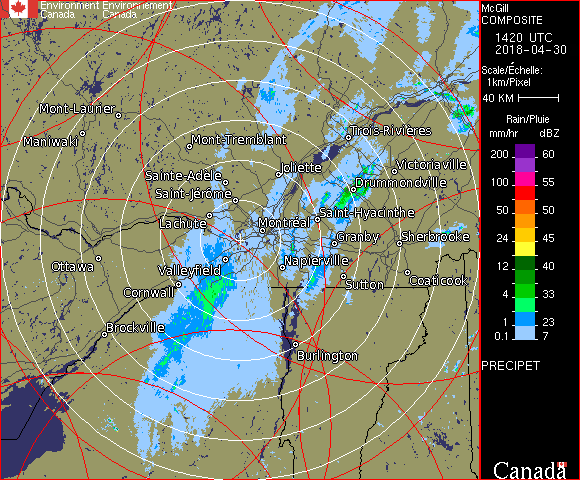 Environment Environnement
Canada Canada
McGill
COMPOSITE
1420 UTC
2018-04-30
Scale/Échelle:
1km/Pixel
40 KM
Rain/Pluie
mm/hr dBZ
200 60
150 55
100 55
50 50
24 45
12 40
4 33
1 23
0.1 7
PRECIPET
Canada
Mont-Laurier
Maniwaki
Mont-Tremblant
Trois-Rivières
Joliette
Victoriaville
Sainte-Adèle
Drummondville
Saint-Jérôme
Saint-Hyacinthe
Lachute
Montréal
Granby
Sherbrooke
Ottawa
Valleyfield
Napierville
Sutton
Coaticook
Cornwall
Brockville
Burlington